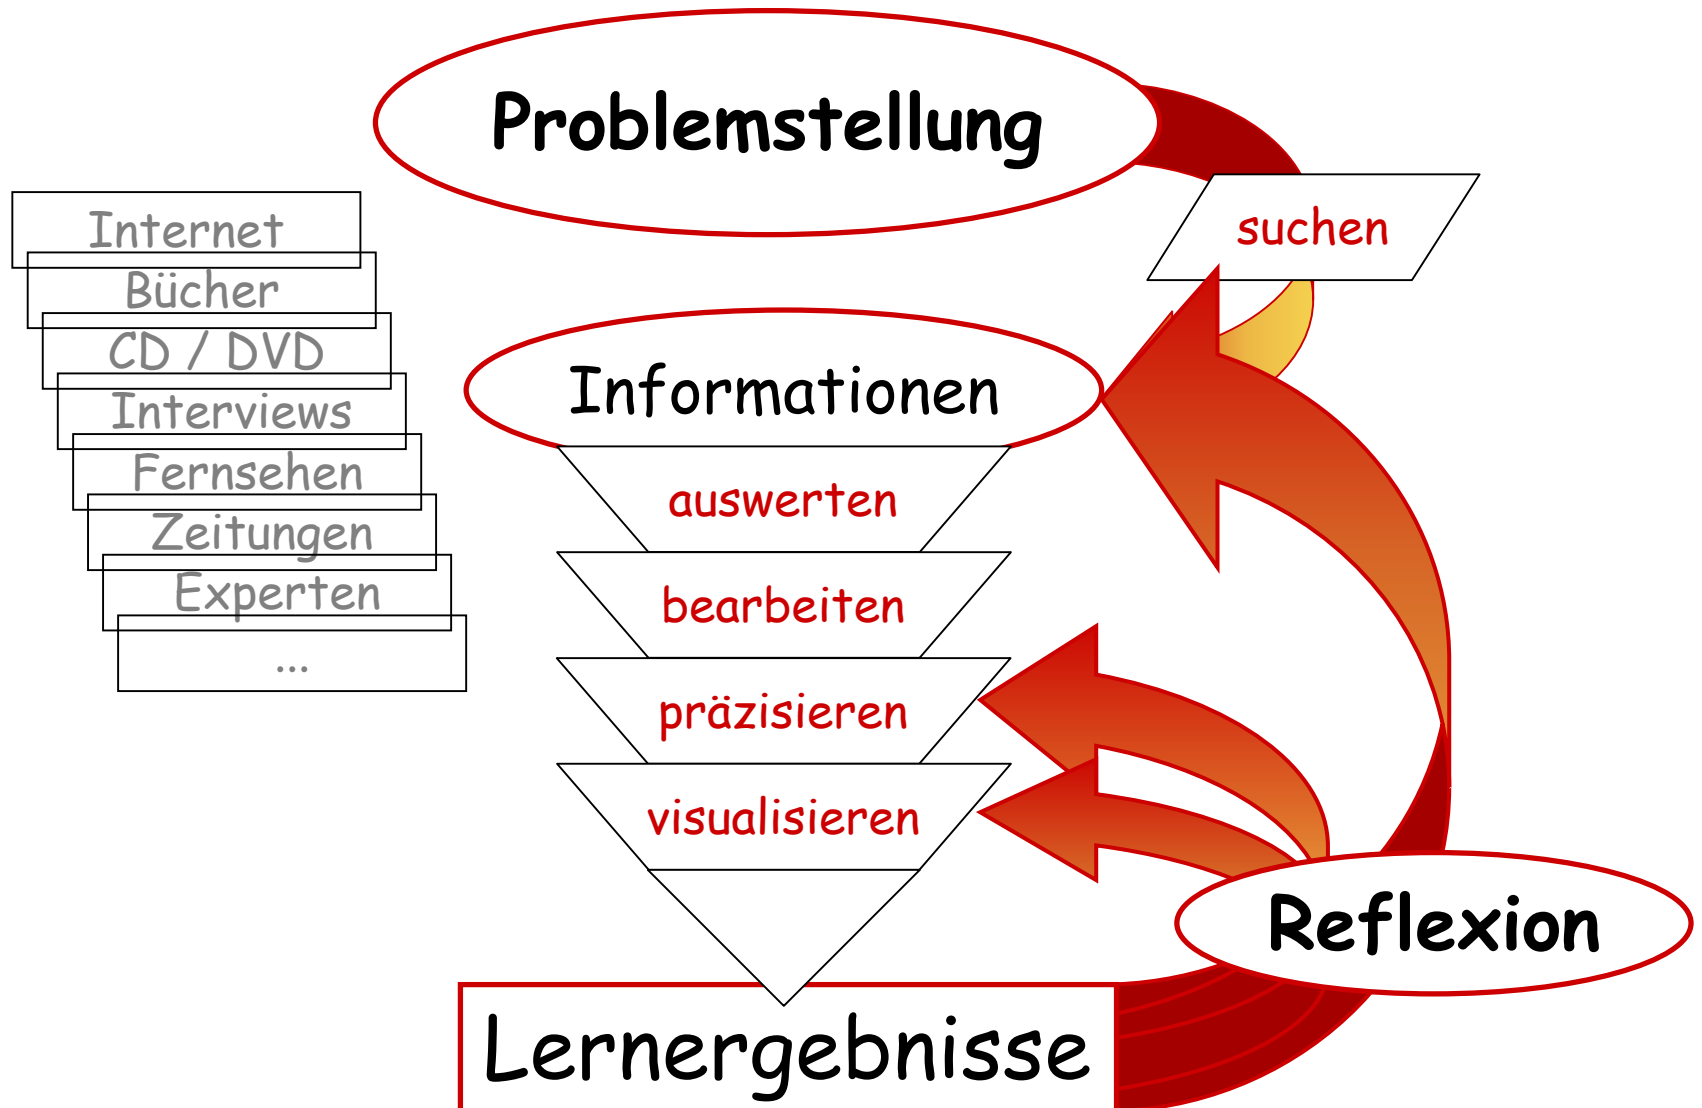 Problemstellung
suchen
Internet
Bücher
CD / DVD
Interviews
Fernsehen
Zeitungen
Experten
...
Informationen
auswerten
bearbeiten
präzisieren
visualisieren
Reflexion
Lernergebnisse